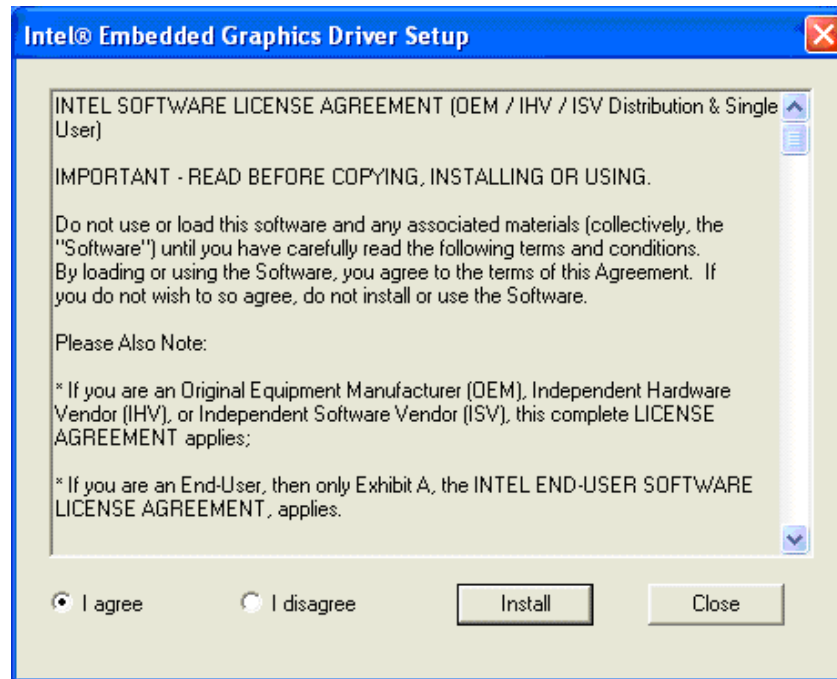 Intel® Embedded Graphics Driver Setup
INTEL SOFTWARE LICENSE AGREEMENT (OEM / IHV / ISV Distribution & Single
User)
IMPORTANT - READ BEFORE COPYING, INSTALLING OR USING.
Do not use or load this software and any associated materials (collectively, the
"Software") until you have carefully read the following terms and conditions.
By loading or using the Software, you agree to the terms of this Agreement.  If
you do not wish to so agree, do not install or use the Software.
Please Also Note:
* If you are an Original Equipment Manufacturer (OEM), Independent Hardware
Vendor (IHV), or Independent Software Vendor (ISV), this complete LICENSE
AGREEMENT applies;
* If you are an End-User, then only Exhibit A, the INTEL END-USER SOFTWARE
LICENSE AGREEMENT, applies.
I agree
I disagree
Install
Close